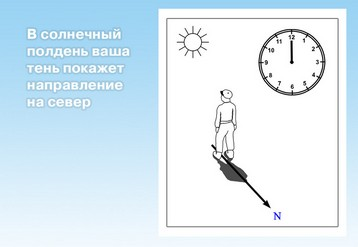 В солнечный
полдень ваша
тень покажет
направление
на север
12
11 1
10 2
9 3
8 4
7 5
6
N